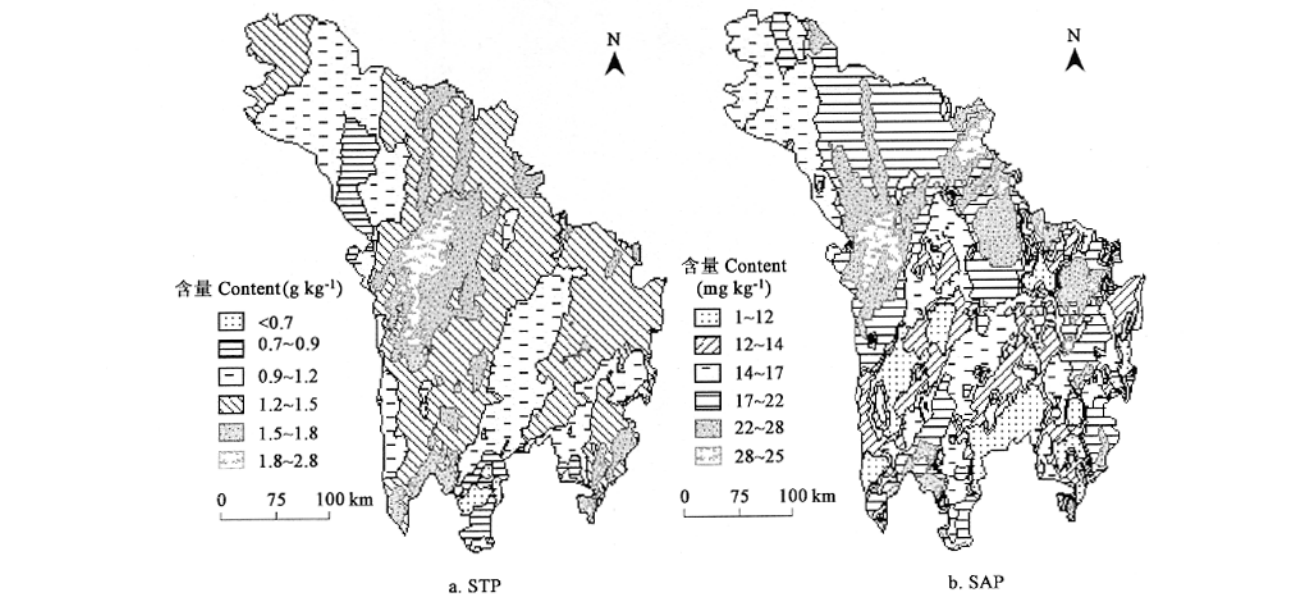 N
含量 Content(g kg⁻¹)
<0.7
0.7~0.9
0.9~1.2
1.2~1.5
1.5~1.8
1.8~2.8
0 75 100 km
a. STP
N
含量 Content
(mg kg⁻¹)
1~12
12~14
14~17
17~22
22~28
28~25
0 75 100 km
b. SAP